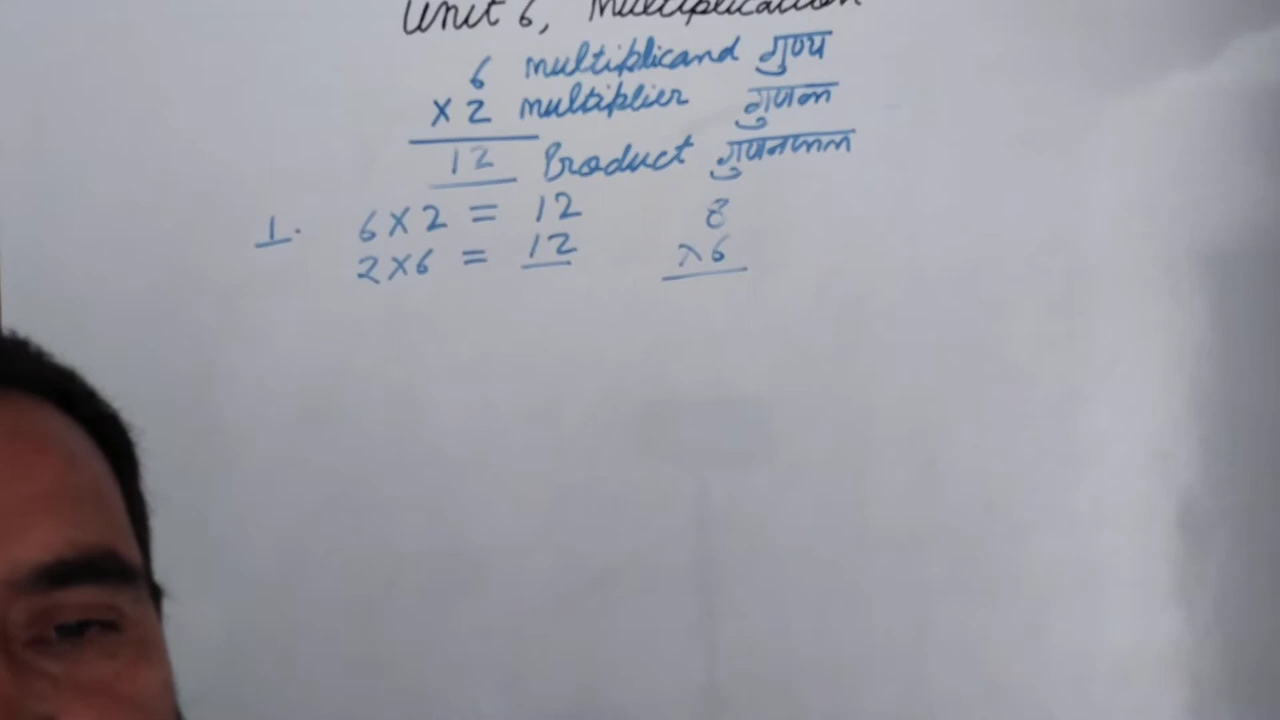 Unit 6, Multiplication
6 multiplicand गुण्य
× 2 multiplier गुणक
12 Product गुणनफल
1. 6×2 = 12
2×6 = 12
8
×6